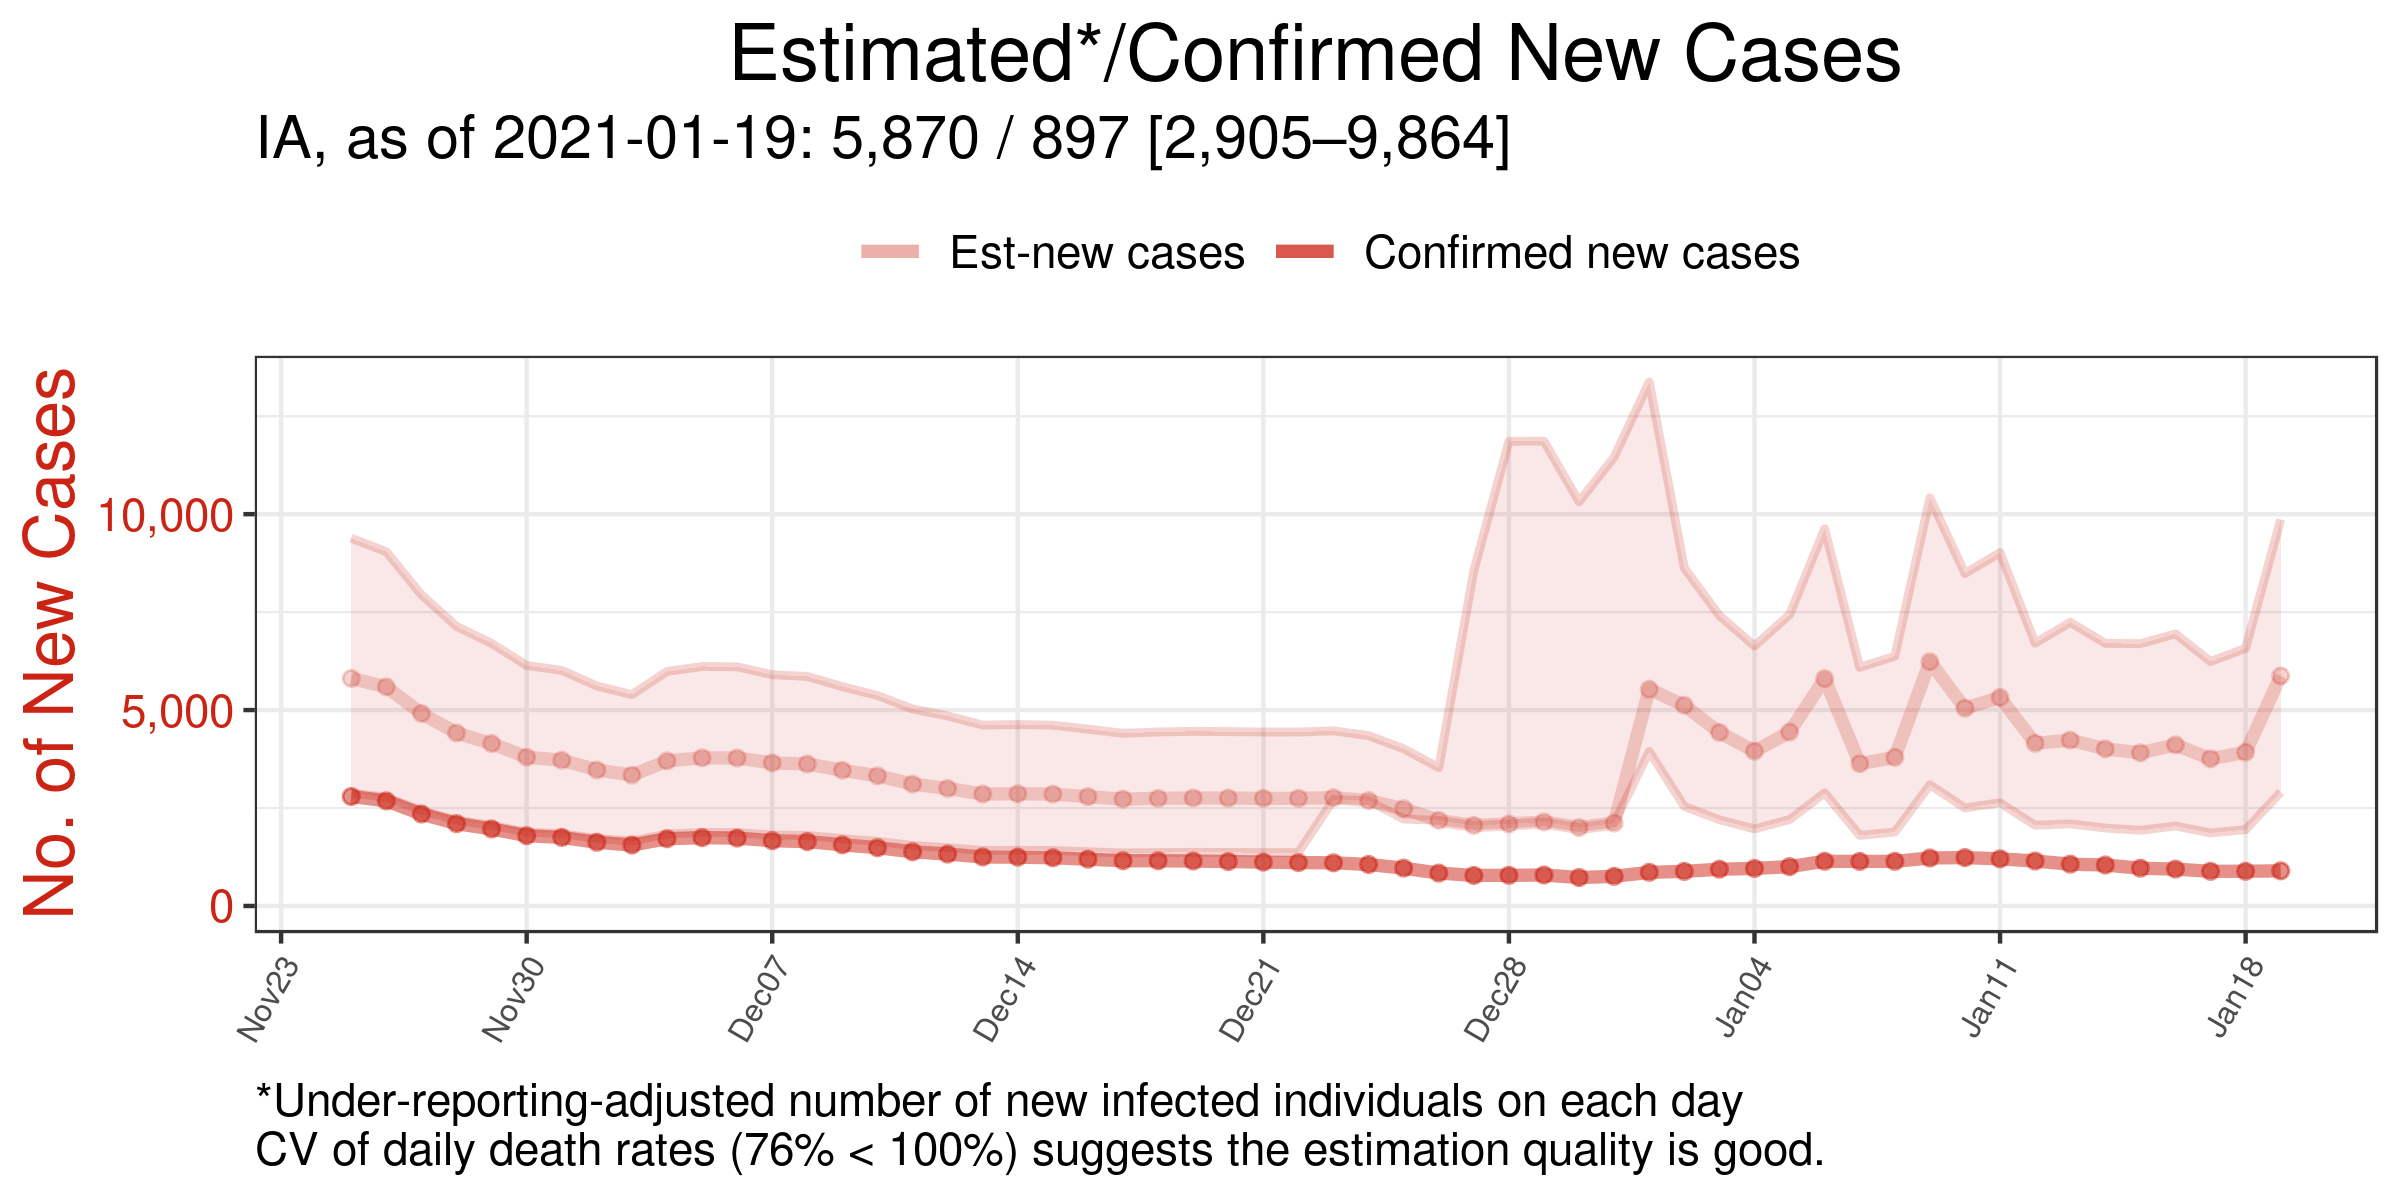 Estimated*/Confirmed New Cases
IA, as of 2021-01-19: 5,870 / 897 [2,905–9,864]
Est-new cases
Confirmed new cases
No. of New Cases
10,000
5,000
0
Nov23
Nov30
Dec07
Dec14
Dec21
Dec28
Jan04
Jan11
Jan18
*Under-reporting-adjusted number of new infected individuals on each day
CV of daily death rates (76% < 100%) suggests the estimation quality is good.